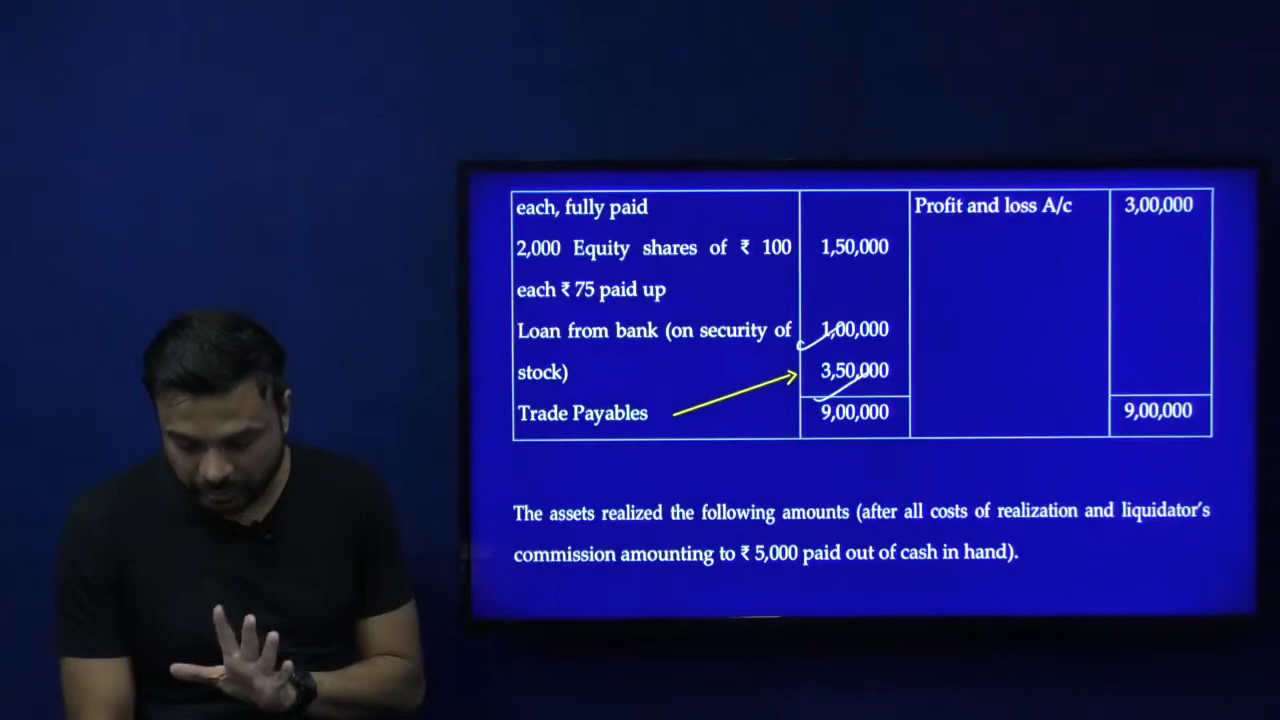 each, fully paid
Profit and loss A/c
3,00,000
2,000 Equity shares of ₹ 100
1,50,000
each ₹ 75 paid up
Loan from bank (on security of
1,00,000
stock)
3,50,000
Trade Payables
9,00,000
9,00,000
The assets realized the following amounts (after all costs of realization and liquidator's
commission amounting to ₹ 5,000 paid out of cash in hand).